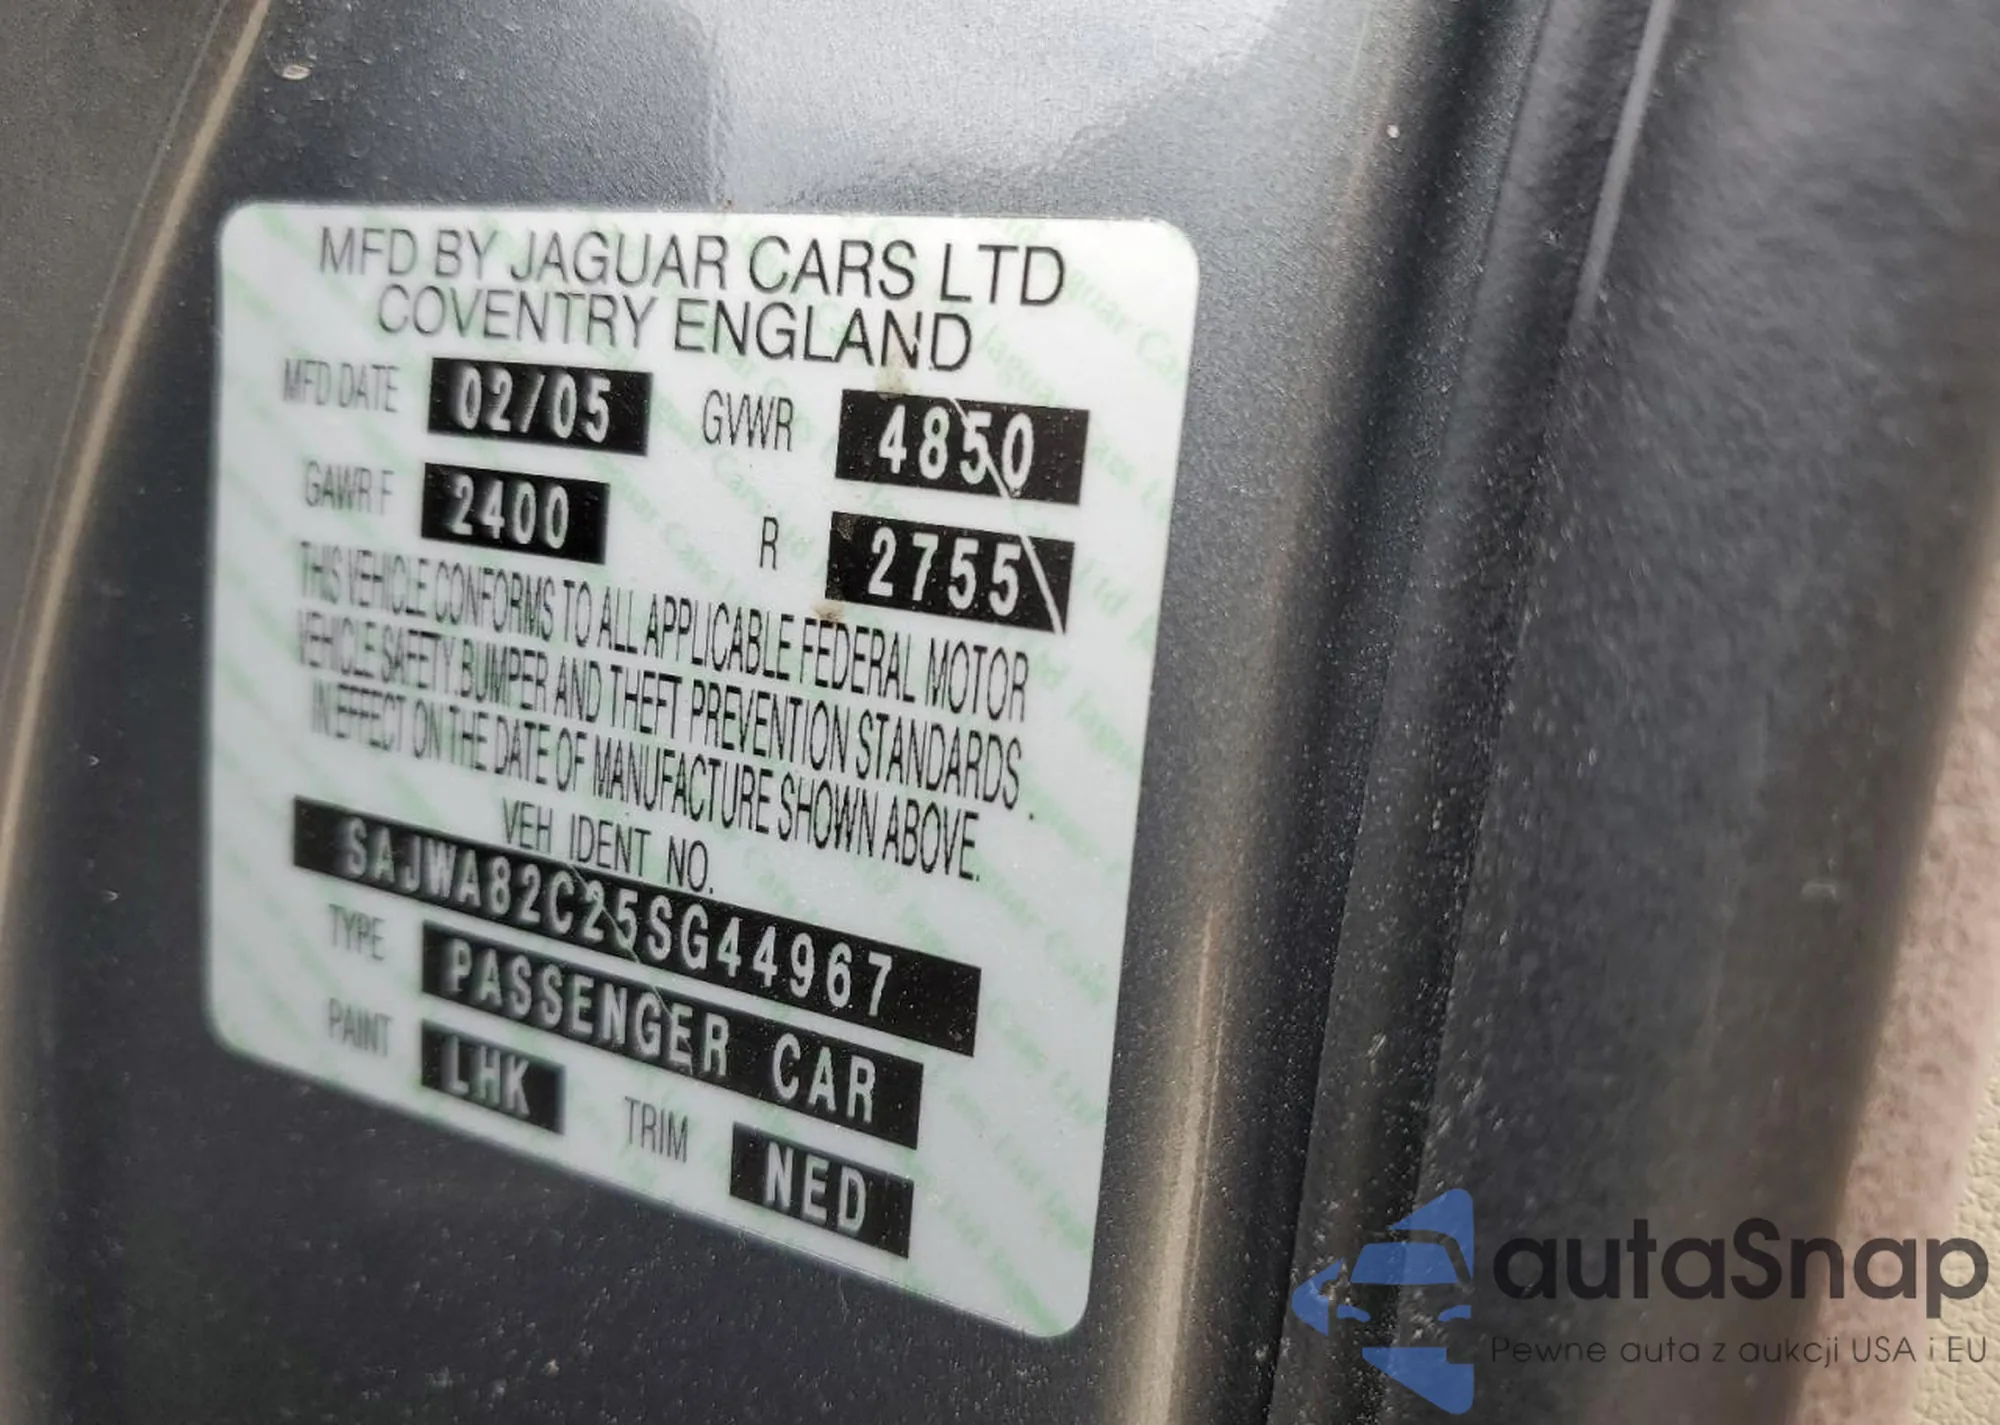 MFD BY JAGUAR CARS LTD
COVENTRY ENGLAND
MFD DATE 02/05 GVWR 4850
GAWR F 2400 R 2755
THIS VEHICLE CONFORMS TO ALL APPLICABLE FEDERAL MOTOR
VEHICLE SAFETY. BUMPER AND THEFT PREVENTION STANDARDS
IN EFFECT ON THE DATE OF MANUFACTURE SHOWN ABOVE.
VEH IDENT NO.
SAJWA82C25SG44967
TYPE PASSENGER CAR
PAINT LHK TRIM NED
autaSnap
Pewne auta z aukcji USA i EU